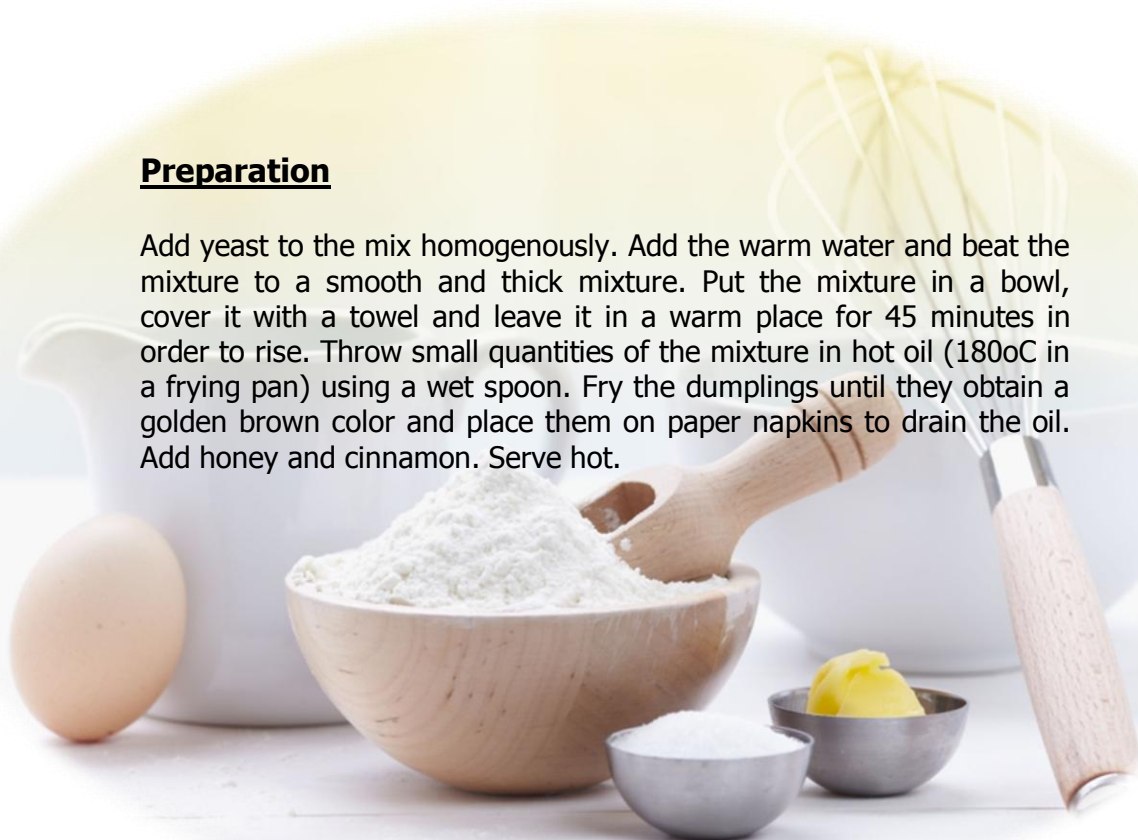 Preparation
Add yeast to the mix homogenously. Add the warm water and beat the
mixture to a smooth and thick mixture. Put the mixture in a bowl,
cover it with a towel and leave it in a warm place for 45 minutes in
order to rise. Throw small quantities of the mixture in hot oil (180oC in
a frying pan) using a wet spoon. Fry the dumplings until they obtain a
golden brown color and place them on paper napkins to drain the oil.
Add honey and cinnamon. Serve hot.